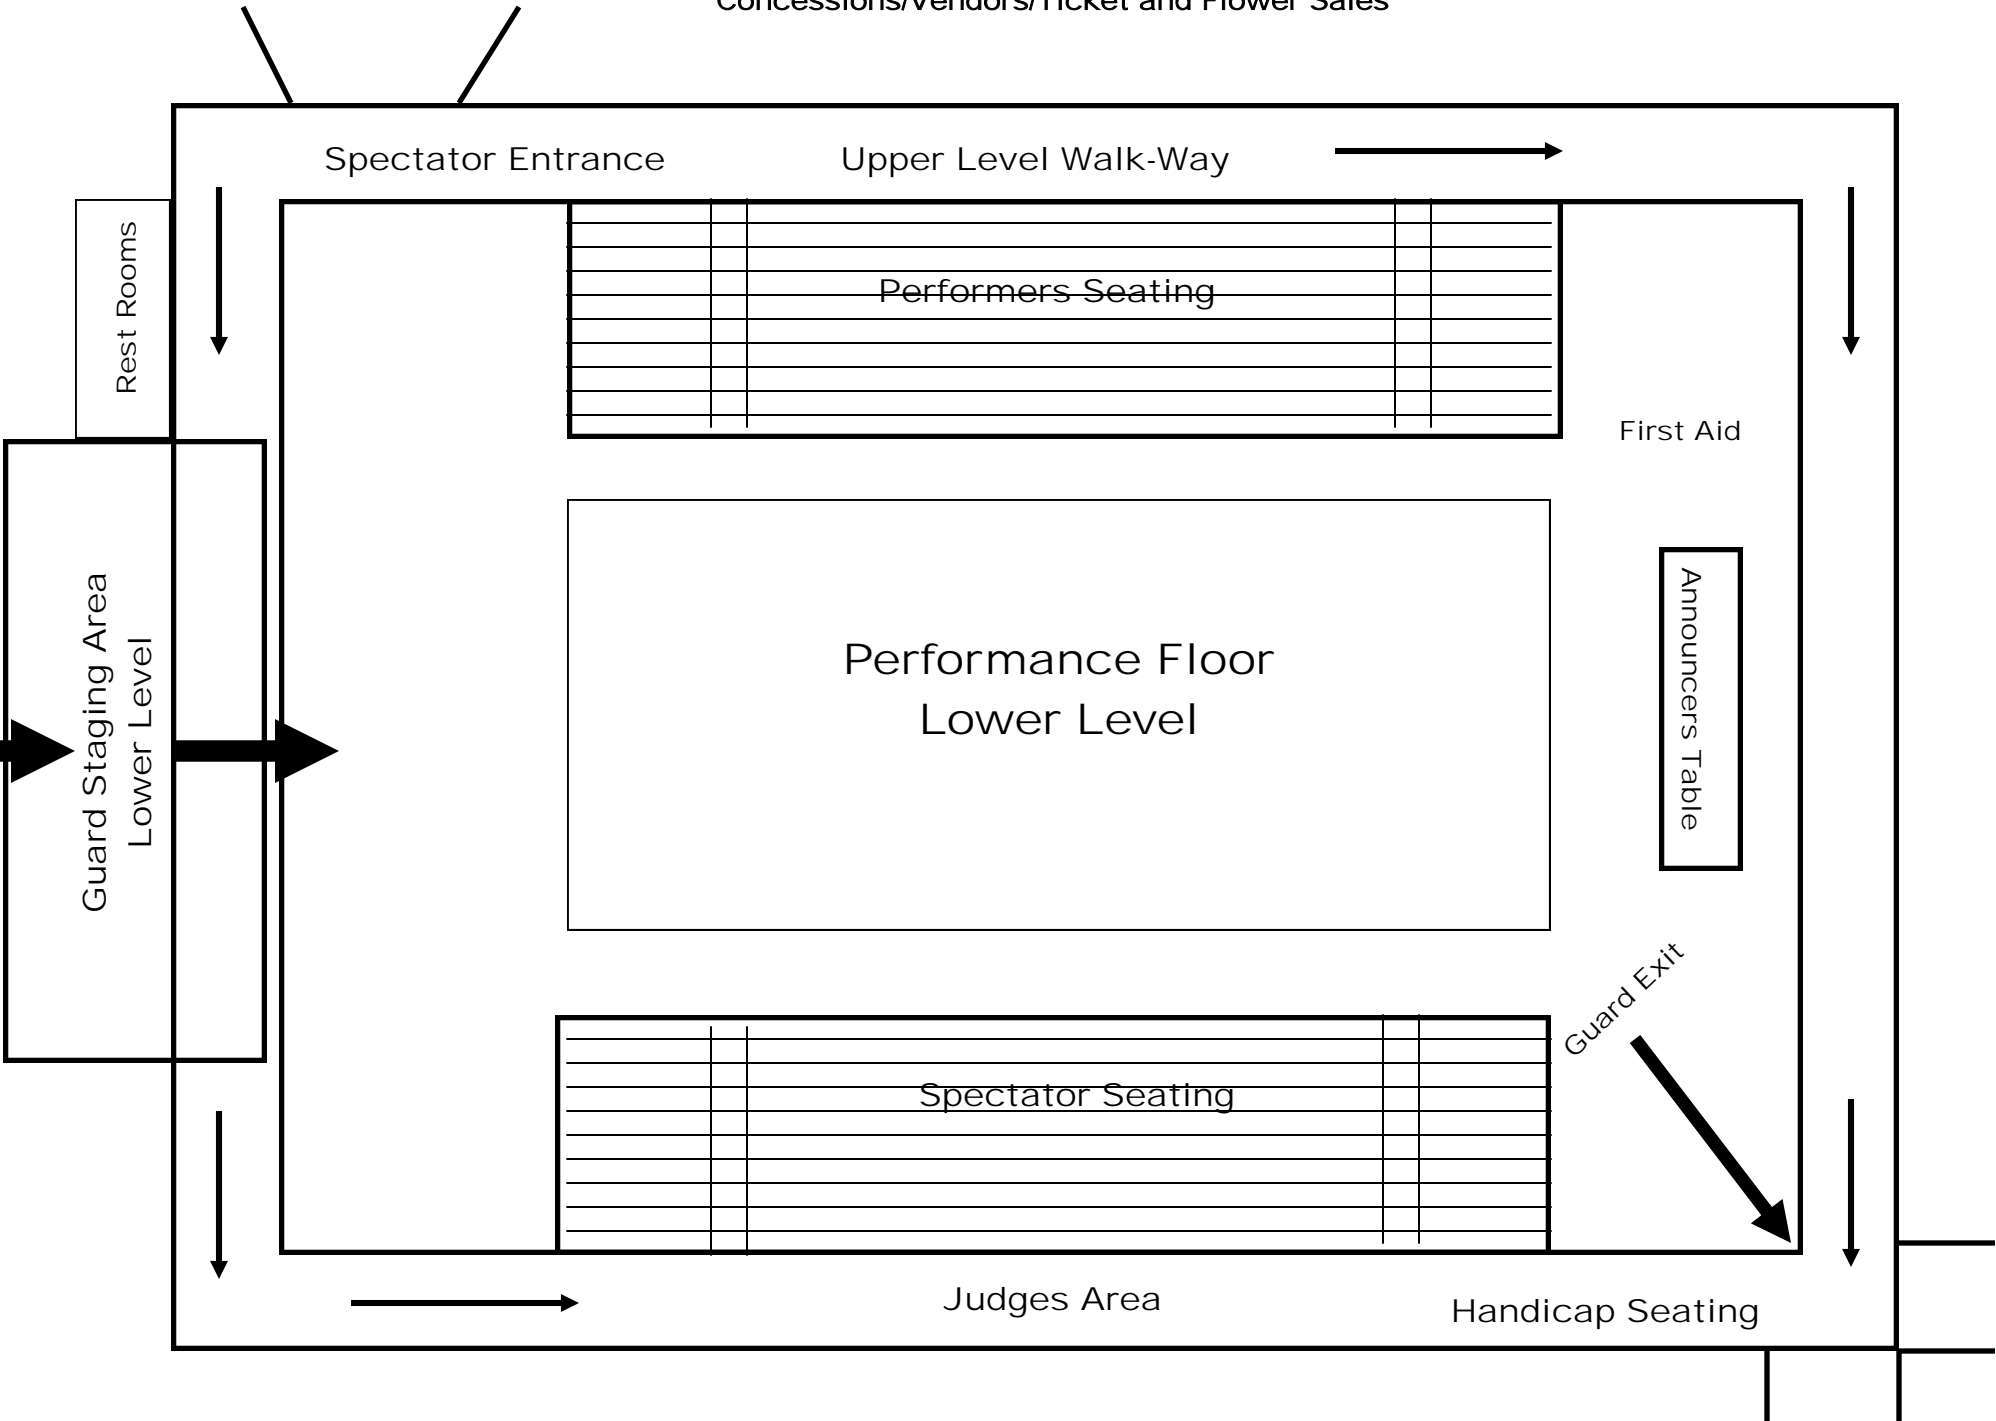 Concessions/Vendors/Ticket and Flower Sales
Spectator Entrance
Upper Level Walk-Way
Rest Rooms
Performers Seating
First Aid
Guard Staging Area
Lower Level
Performance Floor
Lower Level
Announcers Table
Guard Exit
Spectator Seating
Judges Area
Handicap Seating